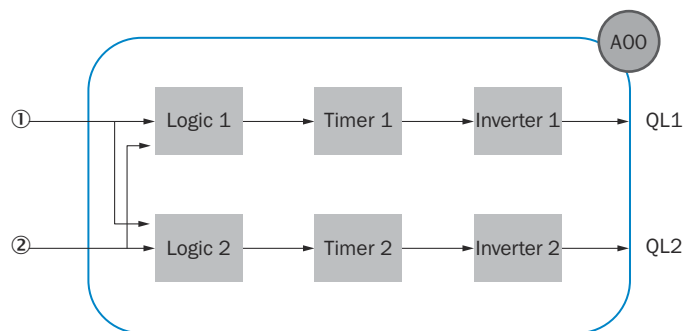 A00
① Logic 1 Timer 1 Inverter 1 QL1
② Logic 2 Timer 2 Inverter 2 QL2